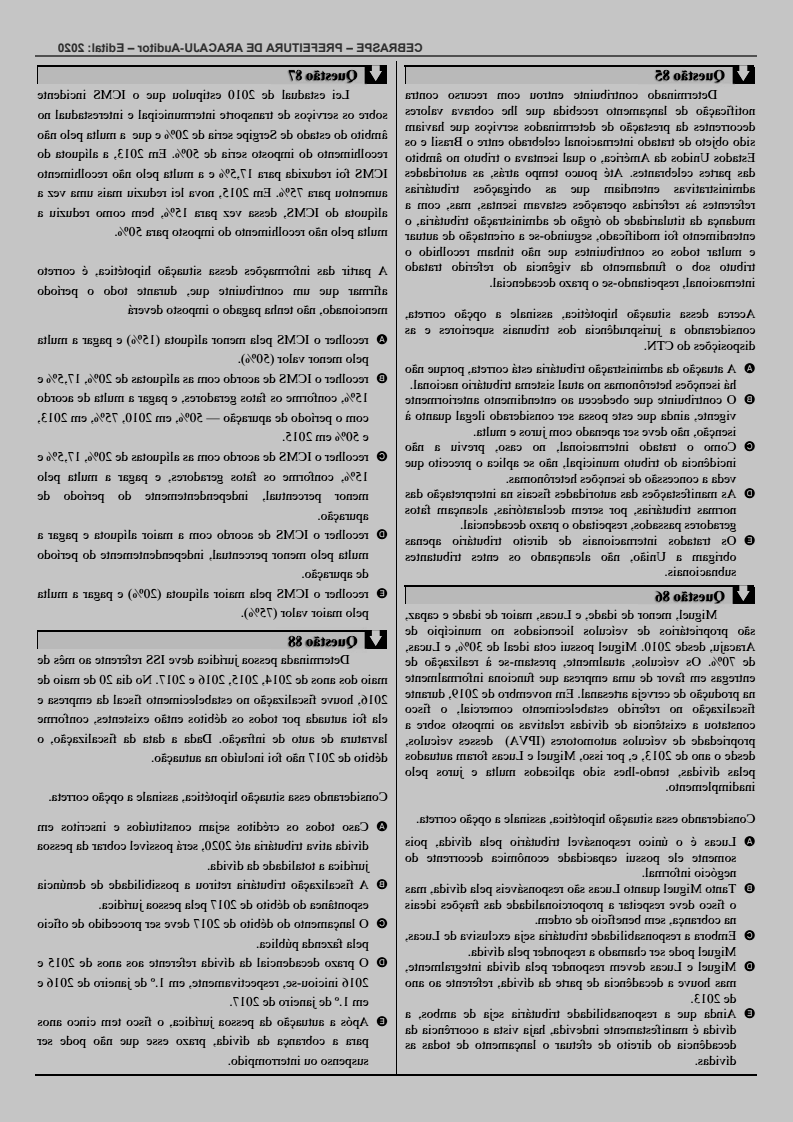 CEBRASPE – PREFEITURA DE ARACAJU-Auditor – Edital: 2020
Questão 85
Determinado contribuinte entrou com recurso contra
notificação de lançamento recebida que lhe cobrava valores
decorrentes da prestação de determinados serviços que haviam
sido objeto de tratado internacional celebrado entre o Brasil e os
Estados Unidos da América, o qual isentava o tributo no âmbito
das partes celebrantes. Até pouco tempo atrás, as autoridades
administrativas entendiam que as obrigações tributárias
referentes às referidas operações estavam isentas, mas, com a
mudança da titularidade do órgão de administração tributária, o
entendimento foi modificado, seguindo-se a orientação de autuar
e multar todos os contribuintes que não tinham recolhido o
tributo sob o fundamento da vigência do referido tratado
internacional, respeitando-se o prazo decadencial.
Acerca dessa situação hipotética, assinale a opção correta,
considerando a jurisprudência dos tribunais superiores e as
disposições do CTN.
A A atuação da administração tributária está correta, porque não
há isenções heterônomas no atual sistema tributário nacional.
B O contribuinte que obedeceu ao entendimento anteriormente
vigente, ainda que este possa ser considerado ilegal quanto à
isenção, não deve ser apenado com juros e multa.
C Como o tratado internacional, no caso, previu a não
incidência do tributo municipal, não se aplica o preceito que
veda a concessão de isenções heterônomas.
D As manifestações das autoridades fiscais na interpretação das
normas tributárias, por serem declaratórias, alcançam fatos
geradores passados, respeitado o prazo decadencial.
E Os tratados internacionais de direito tributário apenas
obrigam a União, não alcançando os entes tributantes
subnacionais.
Questão 86
Miguel, menor de idade, e Lucas, maior de idade e capaz,
são proprietários de veículos licenciados no município de
Aracaju, desde 2010. Miguel possui cota ideal de 30%, e Lucas,
de 70%. Os veículos, atualmente, prestam-se à realização de
entregas em favor de uma empresa que funciona informalmente
na produção de cerveja artesanal. Em novembro de 2019, durante
fiscalização no referido estabelecimento comercial, o fisco
constatou a existência de dívidas relativas ao imposto sobre a
propriedade de veículos automotores (IPVA) desses veículos,
desde o ano de 2013, e, por isso, Miguel e Lucas foram autuados
pelas dívidas, tendo-lhes sido aplicados multa e juros pelo
inadimplemento.
Considerando essa situação hipotética, assinale a opção correta.
A Lucas é o único responsável tributário pela dívida, pois
somente ele possui capacidade econômica decorrente do
negócio informal.
B Tanto Miguel quanto Lucas são responsáveis pela dívida, mas
o fisco deve respeitar a proporcionalidade das frações ideais
na cobrança, sem benefício de ordem.
C Embora a responsabilidade tributária seja exclusiva de Lucas,
Miguel pode ser chamado a responder pela dívida.
D Miguel e Lucas devem responder pela dívida integralmente,
mas houve a decadência de parte da dívida, referente ao ano
de 2013.
E Ainda que a responsabilidade tributária seja de ambos, a
dívida é manifestamente indevida, haja vista a ocorrência da
decadência do direito de efetuar o lançamento de todas as
dívidas.
Questão 87
Lei estadual de 2010 estipulou que o ICMS incidente
sobre os serviços de transporte intermunicipal e interestadual no
âmbito do estado de Sergipe seria de 20% e que a multa pelo não
recolhimento do imposto seria de 50%. Em 2013, a alíquota do
ICMS foi reduzida para 17,5% e a multa pelo não recolhimento
aumentou para 75%. Em 2015, nova lei reduziu mais uma vez a
alíquota do ICMS, dessa vez para 15%, bem como reduziu a
multa pelo não recolhimento do imposto para 50%.
A partir das informações dessa situação hipotética, é correto
afirmar que um contribuinte que, durante todo o período
mencionado, não tenha pagado o imposto deverá
A recolher o ICMS pela menor alíquota (15%) e pagar a multa
pelo menor valor (50%).
B recolher o ICMS de acordo com as alíquotas de 20%, 17,5% e
15%, conforme os fatos geradores, e pagar a multa de acordo
com o período de apuração — 50%, em 2010, 75%, em 2013,
e 50% em 2015.
C recolher o ICMS de acordo com as alíquotas de 20%, 17,5% e
15%, conforme os fatos geradores, e pagar a multa pelo
menor percentual, independentemente do período de
apuração.
D recolher o ICMS de acordo com a maior alíquota e pagar a
multa pelo menor percentual, independentemente do período
de apuração.
E recolher o ICMS pela maior alíquota (20%) e pagar a multa
pelo maior valor (75%).
Questão 88
Determinada pessoa jurídica deve ISS referente ao mês de
maio dos anos de 2014, 2015, 2016 e 2017. No dia 20 de maio de
2016, houve fiscalização no estabelecimento fiscal da empresa e
ela foi autuada por todos os débitos então existentes, conforme
lavratura de auto de infração. Dada a data da fiscalização, o
débito de 2017 não foi incluído na autuação.
Considerando essa situação hipotética, assinale a opção correta.
A Caso todos os créditos sejam constituídos e inscritos em
dívida ativa tributária até 2020, será possível cobrar da pessoa
jurídica a totalidade da dívida.
B A fiscalização tributária retirou a possibilidade de denúncia
espontânea do débito de 2017 pela pessoa jurídica.
C O lançamento do débito de 2017 deve ser procedido de ofício
pela fazenda pública.
D O prazo decadencial da dívida referente aos anos de 2015 e
2016 iniciou-se, respectivamente, em 1.º de janeiro de 2016 e
em 1.º de janeiro de 2017.
E Após a autuação da pessoa jurídica, o fisco tem cinco anos
para a cobrança da dívida, prazo esse que não pode ser
suspenso ou interrompido.